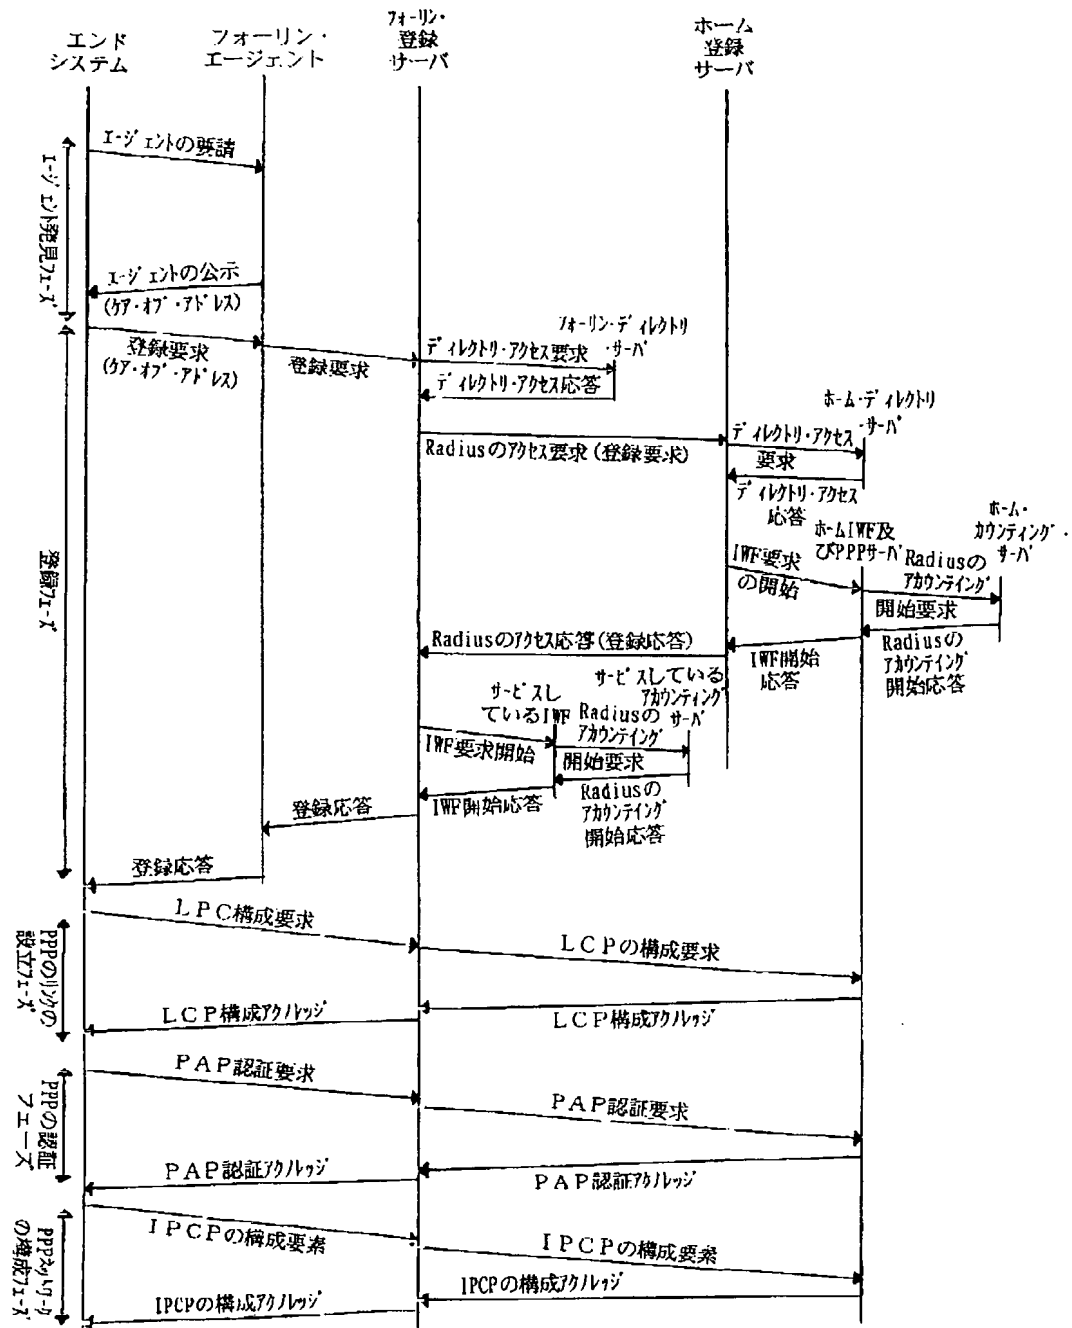 エンド
システム
フォーリン・
エージェント
フォーリン・
登録
サーバ
ホーム
登録
サーバ
エージェントの要請
エージェント発見フェーズ
エージェントの公示
(ケア・オブ・アドレス)
登録要求
(ケア・オブ・アドレス)
登録要求
フォーリン・ディレクトリ
・サーバ
ディレクトリ・アクセス要求
ディレクトリ・アクセス応答
ホーム・ディレクトリ
・サーバ
Radiusのアクセス要求(登録要求)
ディレクトリ・アクセス
要求
ディレクトリ・アクセス
応答
登録フェーズ
ホームIWF及
びPPPサーバ
ホーム・
カウンティング・
サーバ
IWF要求
の開始
Radiusの
アカウンティング
開始要求
Radiusのアクセス応答(登録応答)
IWF開始
応答
Radiusの
アカウンティング
開始応答
サービスし
ているIWF
サービスしている
アカウンティング
サーバ
IWF要求開始
Radiusの
アカウンティング
開始要求
IWF開始応答
Radiusの
アカウンティング
開始応答
登録応答
登録応答
PPPのリンクの
設立フェーズ
LPC構成要求
LCPの構成要求
LCP構成アクノレッジ
LCP構成アクノレッジ
PPPの認証
フェーズ
PAP認証要求
PAP認証要求
PAP認証アクノレッジ
PAP認証アクノレッジ
PPPネットワーク
の構成フェーズ
IPCPの構成要素
IPCPの構成要素
IPCPの構成アクノレッジ
IPCPの構成アクノレッジ